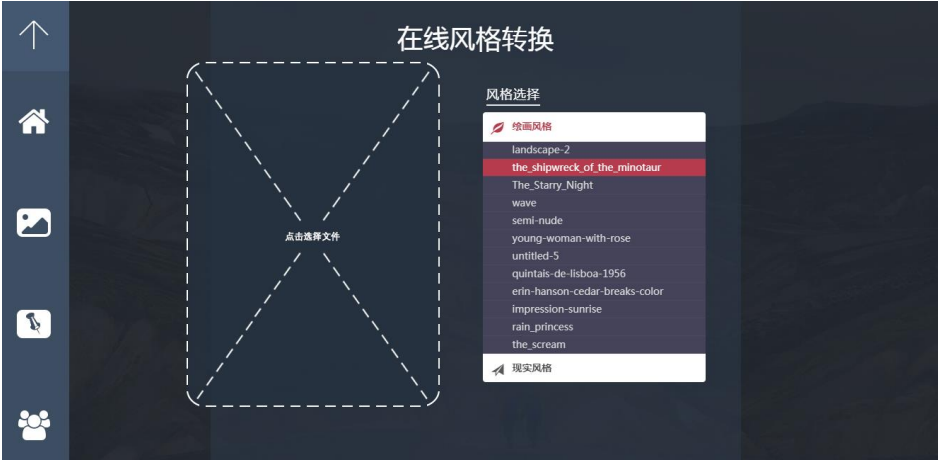 在线风格转换
点击选择文件
风格选择
绘画风格
landscape-2
the_shipwreck_of_the_minotaur
The_Starry_Night
wave
semi-nude
young-woman-with-rose
untitled-5
quintais-de-lisboa-1956
erin-hanson-cedar-breaks-color
impression-sunrise
rain_princess
the_scream
现实风格